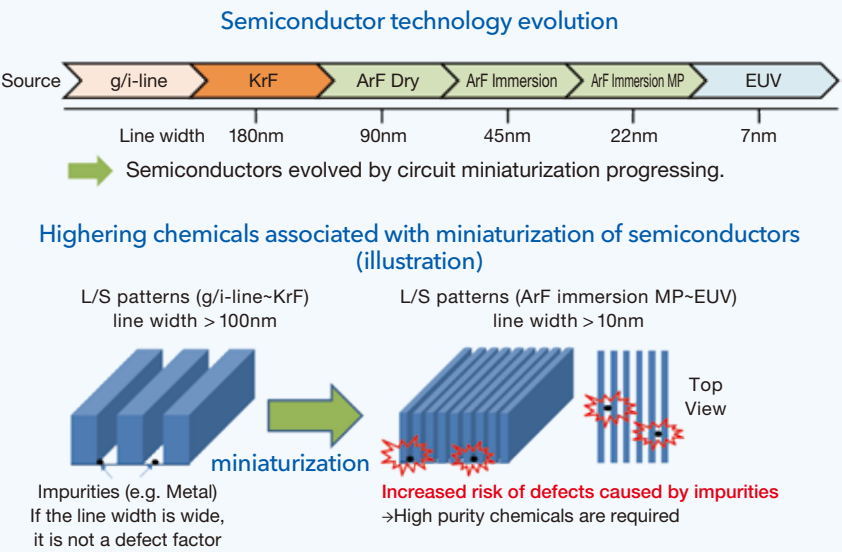 Semiconductor technology evolution
Source g/i-line KrF ArF Dry ArF Immersion ArF Immersion MP EUV
Line width 180nm 90nm 45nm 22nm 7nm
Semiconductors evolved by circuit miniaturization progressing.
Highering chemicals associated with miniaturization of semiconductors
(illustration)
L/S patterns (g/i-line~KrF)
line width > 100nm
L/S patterns (ArF immersion MP~EUV)
line width > 10nm
miniaturization
Top
View
Impurities (e.g. Metal)
If the line width is wide,
it is not a defect factor
Increased risk of defects caused by impurities
→High purity chemicals are required